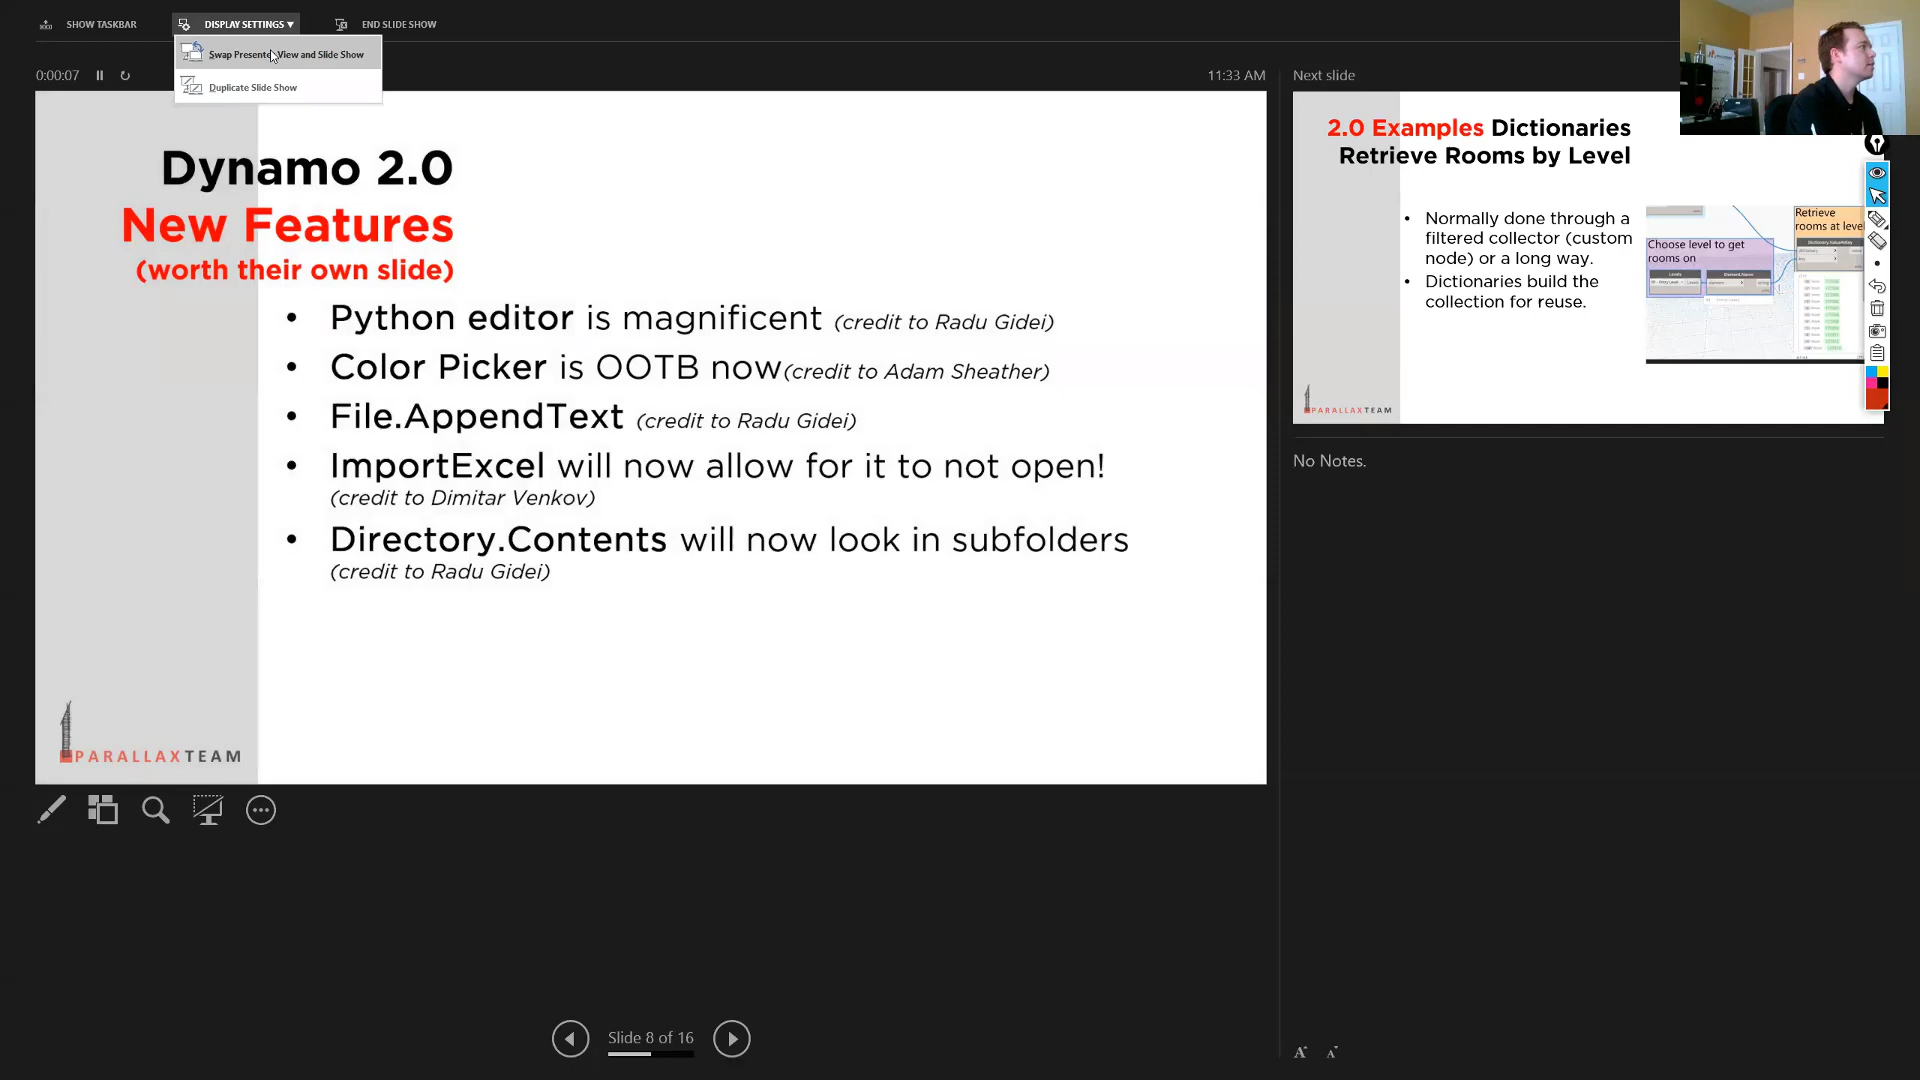 SHOW TASKBAR
DISPLAY SETTINGS ▼
END SLIDE SHOW
Swap Presenter View and Slide Show
Duplicate Slide Show
0:00:07
11:33 AM
Next slide
Dynamo 2.0
New Features
(worth their own slide)
• Python editor is magnificent (credit to Radu Gidei)
• Color Picker is OOTB now(credit to Adam Sheather)
• File.AppendText (credit to Radu Gidei)
• ImportExcel will now allow for it to not open!
(credit to Dimitar Venkov)
• Directory.Contents will now look in subfolders
(credit to Radu Gidei)
PARALLAXTEAM
2.0 Examples Dictionaries
Retrieve Rooms by Level
• Normally done through a
filtered collector (custom
node) or a long way.
• Dictionaries build the
collection for reuse.
Choose level to get
rooms on
Retrieve
rooms at leve
PARALLAXTEAM
No Notes.
Slide 8 of 16